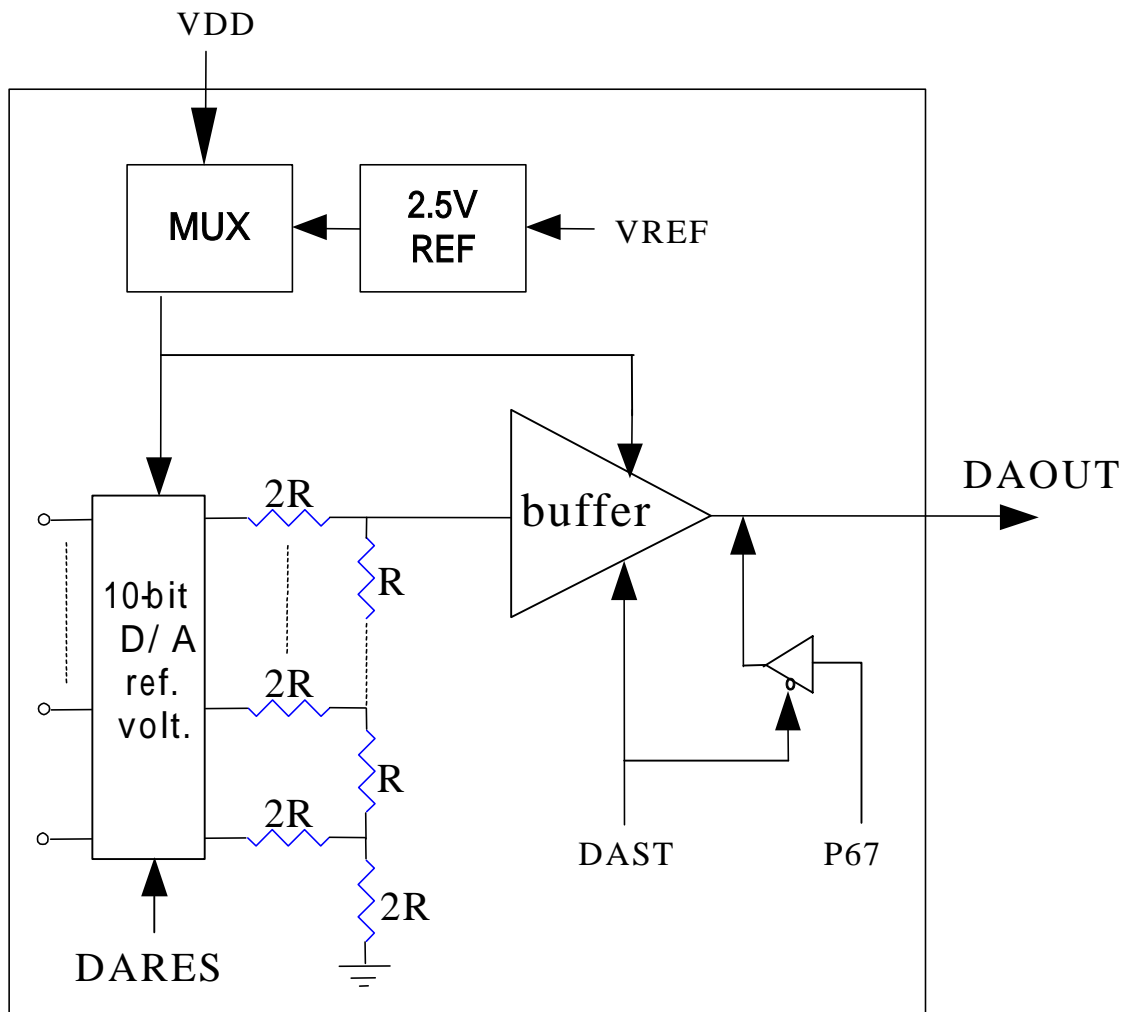 VDD
MUX
2.5V
REF
VREF
DAOUT
2R
buffer
R
10-bit
D/A
ref.
volt.
2R
R
2R
DAST
P67
2R
DARES